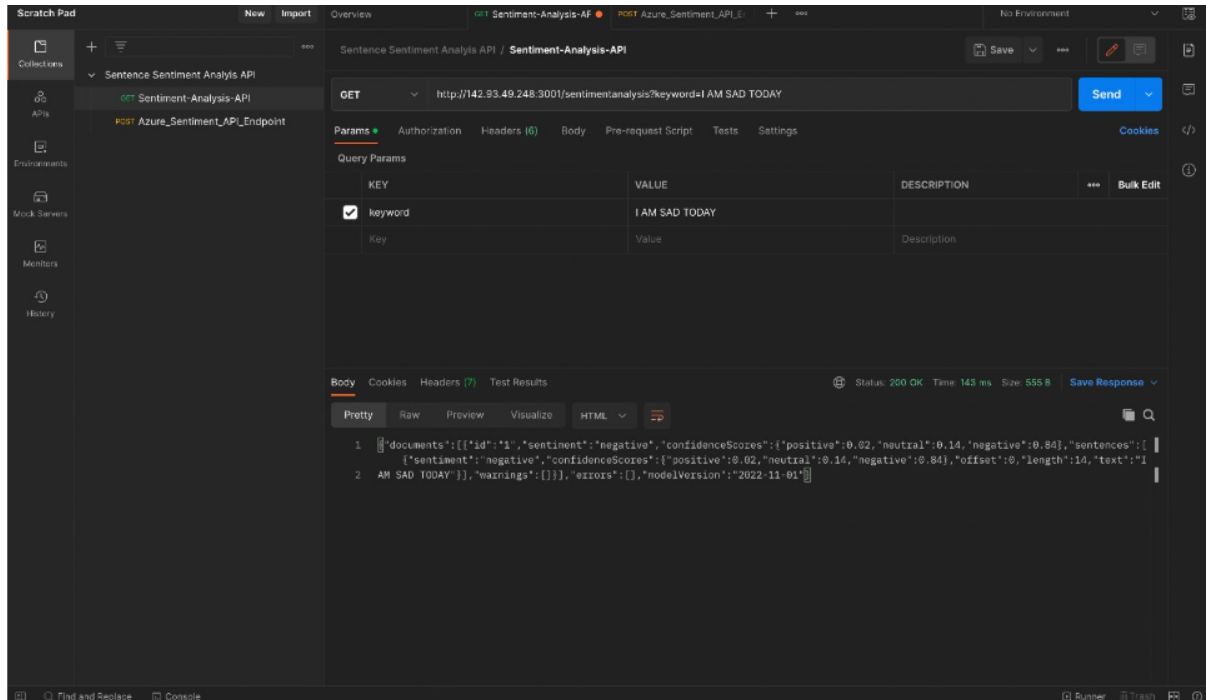 Scratch Pad New Import Overview GET Sentiment-Analysis-AF POST Azure_Sentiment_API_E No Environment
Collections
APIs
Environments
Mock Servers
Monitors
History
Sentence Sentiment Analyis API
GET Sentiment-Analysis-API
POST Azure_Sentiment_API_Endpoint
Sentence Sentiment Analyis API / Sentiment-Analysis-API Save
GET http://142.93.49.248:3001/sentimentanalysis?keyword=I AM SAD TODAY Send
Params Authorization Headers (6) Body Pre-request Script Tests Settings Cookies
Query Params
KEY VALUE DESCRIPTION Bulk Edit
keyword I AM SAD TODAY
Key Value Description
Body Cookies Headers (7) Test Results Status: 200 OK Time: 143 ms Size: 555 B Save Response
Pretty Raw Preview Visualize HTML
1 {"documents":[{"id":"1","sentiment":"negative","confidenceScores":{"positive":0.02,"neutral":0.14,"negative":0.84},"sentences":[
{"sentiment":"negative","confidenceScores":{"positive":0.02,"neutral":0.14,"negative":0.84},"offset":0,"length":14,"text":"I
2 AM SAD TODAY"}],"warnings":[]}],"errors":[],"modelVersion":"2022-11-01"}
Find and Replace Console Runner Trash